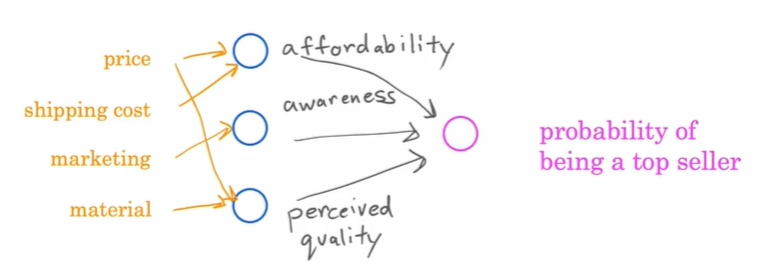 price
shipping cost
marketing
material
affordability
awareness
perceived
quality
probability of
being a top seller